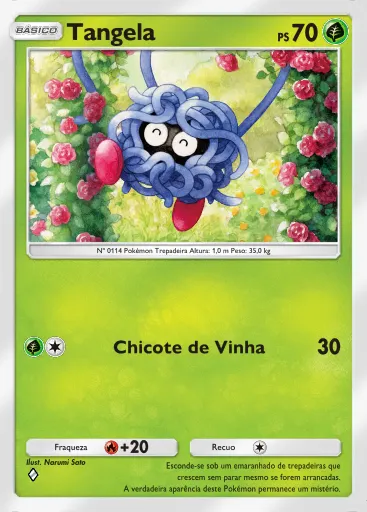 BÁSICO Tangela PS 70
Nº 0114 Pokémon Trepadeira Altura: 1,0 m Peso: 35,0 kg
Chicote de Vinha 30
Fraqueza +20 Recuo
Ilust. Narumi Sato
Esconde-se sob um emaranhado de trepadeiras que
crescem sem parar mesmo se forem arrancadas.
A verdadeira aparência deste Pokémon permanece um mistério.